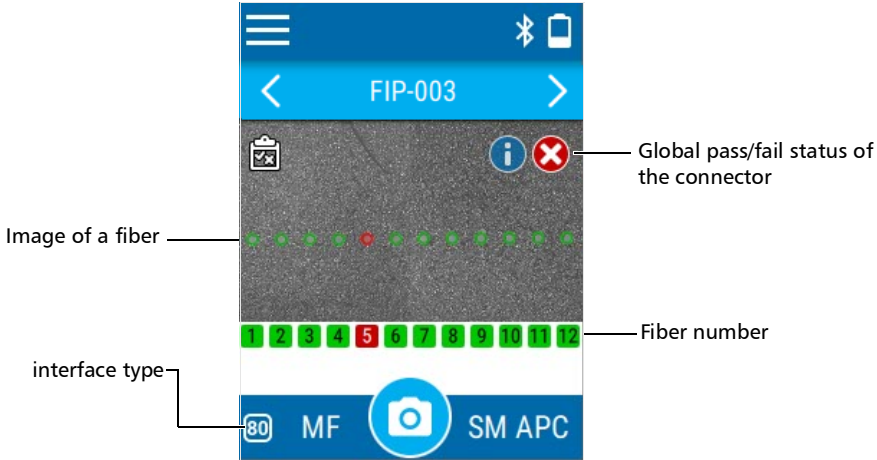 FIP-003
Global pass/fail status of
the connector
Image of a fiber
1 2 3 4 5 6 7 8 9 10 11 12
Fiber number
interface type
80 MF SM APC